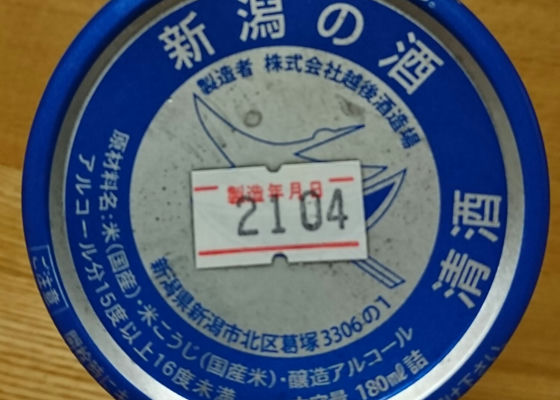 新潟の酒
清酒
製造者 株式会社越後酒造場
製造年月日
2104
新潟県新潟市北区葛塚3306の1
原材料名:米(国産)・米こうじ(国産米)・醸造アルコール
アルコール分15度以上16度未満
180㎖詰
ご注意